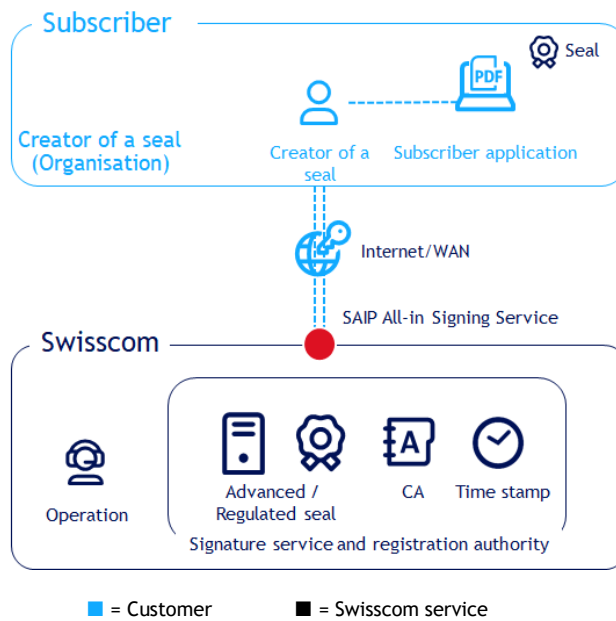 Subscriber
Seal
PDF
Creator of a seal
(Organisation)
Creator of a
seal
Subscriber application
Internet/WAN
SAIP All-in Signing Service
Swisscom
A
Operation
Advanced /
Regulated seal
CA
Time stamp
Signature service and registration authority
= Customer
= Swisscom service